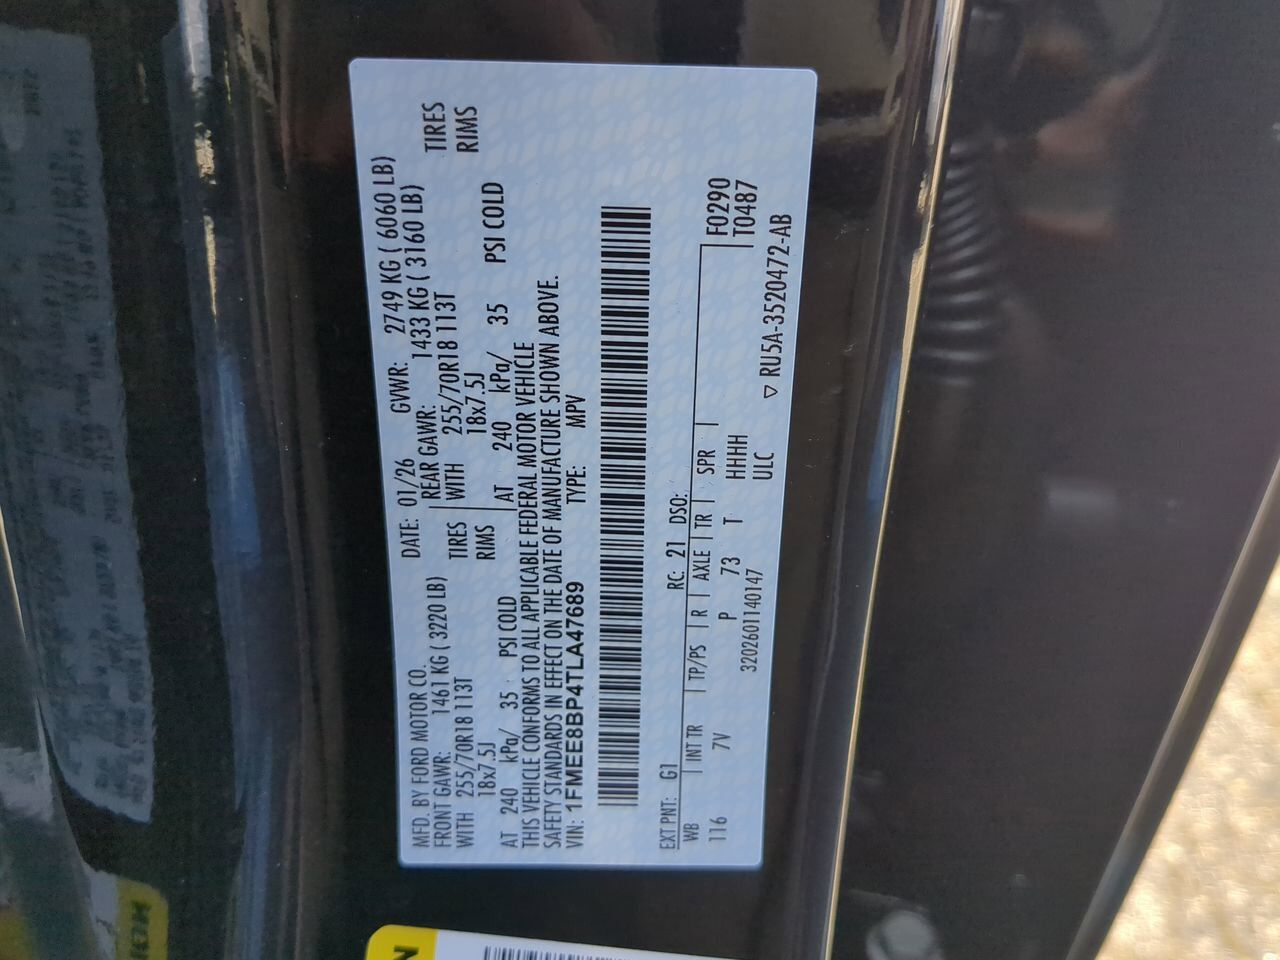 MFD. BY FORD MOTOR CO. DATE: 01/26 GVWR: 2749 KG ( 6060 LB)
FRONT GAWR: 1461 KG ( 3220 LB) REAR GAWR: 1433 KG ( 3160 LB)
WITH 255/70R18 113T TIRES WITH 255/70R18 113T TIRES
18x7.5J RIMS 18x7.5J RIMS
AT 240 kPa/ 35 PSI COLD AT 240 kPa/ 35 PSI COLD
THIS VEHICLE CONFORMS TO ALL APPLICABLE FEDERAL MOTOR VEHICLE
SAFETY STANDARDS IN EFFECT ON THE DATE OF MANUFACTURE SHOWN ABOVE.
VIN: 1FMEE8BP4TLA47689 TYPE: MPV
EXT PNT: G1 RC: 21 DSO:
WB INT TR TP/PS R AXLE TR SPR F0290
116 7V P 73 T HHHH T0487
3202601140147 ULC
▽ RU5A-3520472-AB